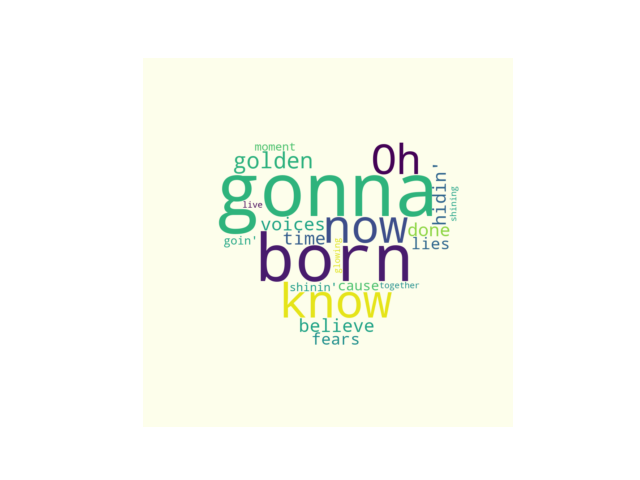 moment
Oh
golden
hidin'
gonna
shining
live
voices
now
done
goin'
time
lies
born
glowing
shinin'
cause
together
know
believe
fears